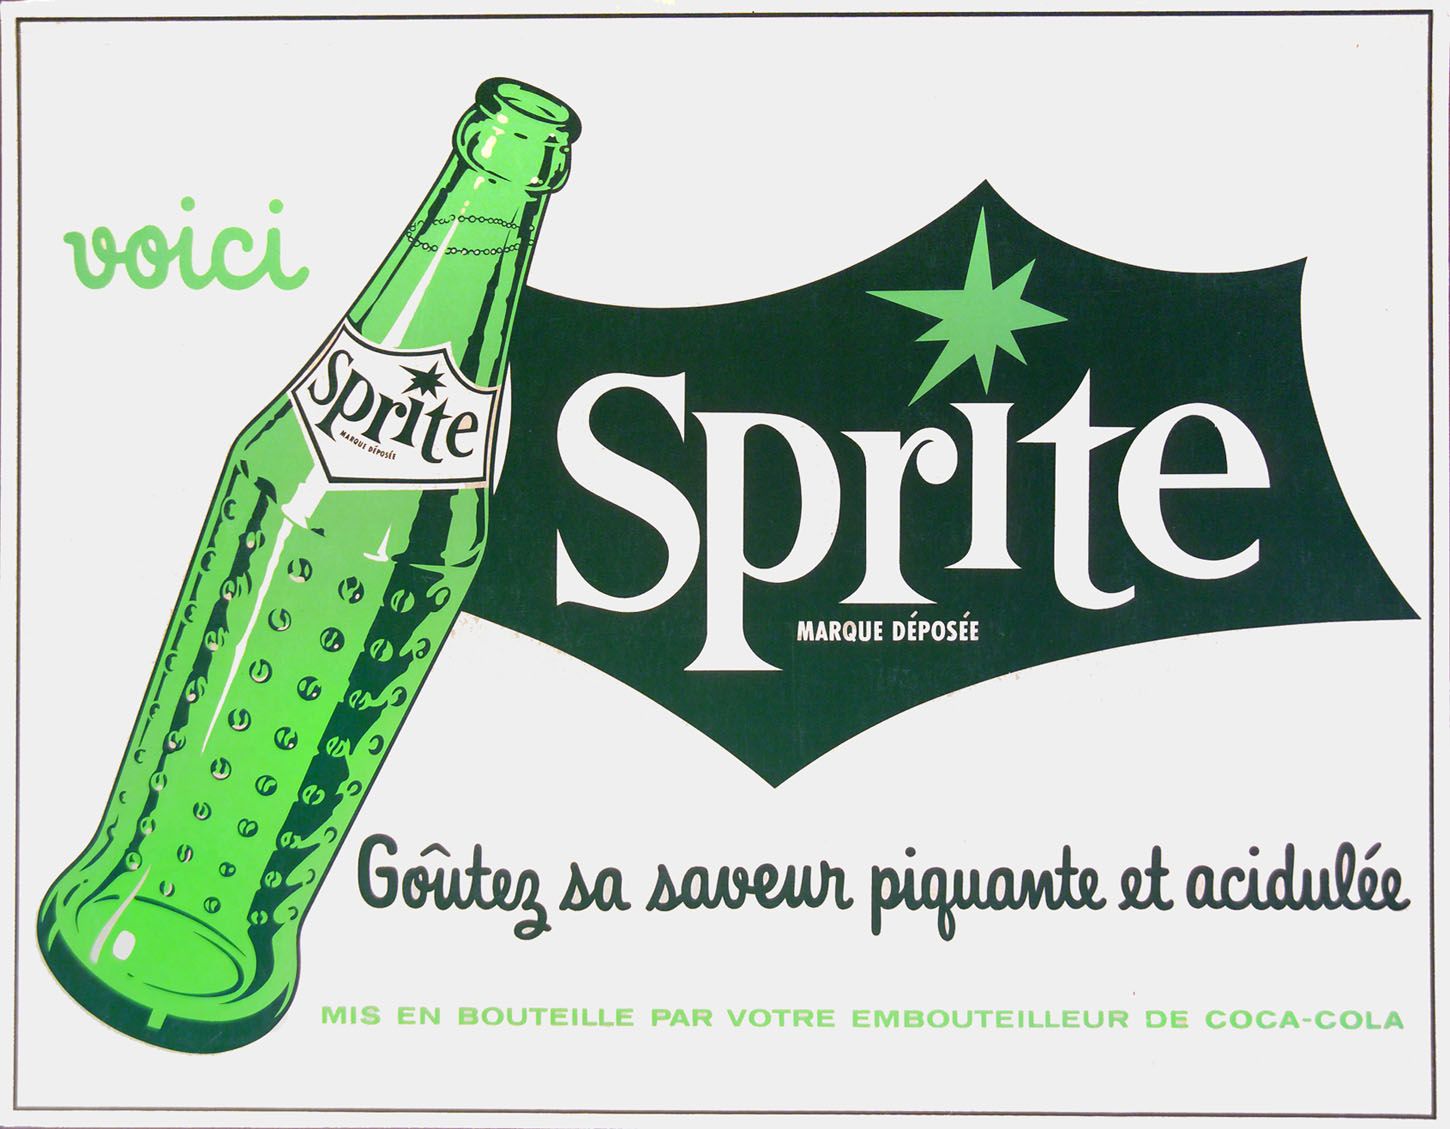 voici
Sprite
MARQUE DÉPOSÉE
Sprite
MARQUE DÉPOSÉE
Goûtez sa saveur piquante et acidulée
MIS EN BOUTEILLE PAR VOTRE EMBOUTEILLEUR DE COCA-COLA